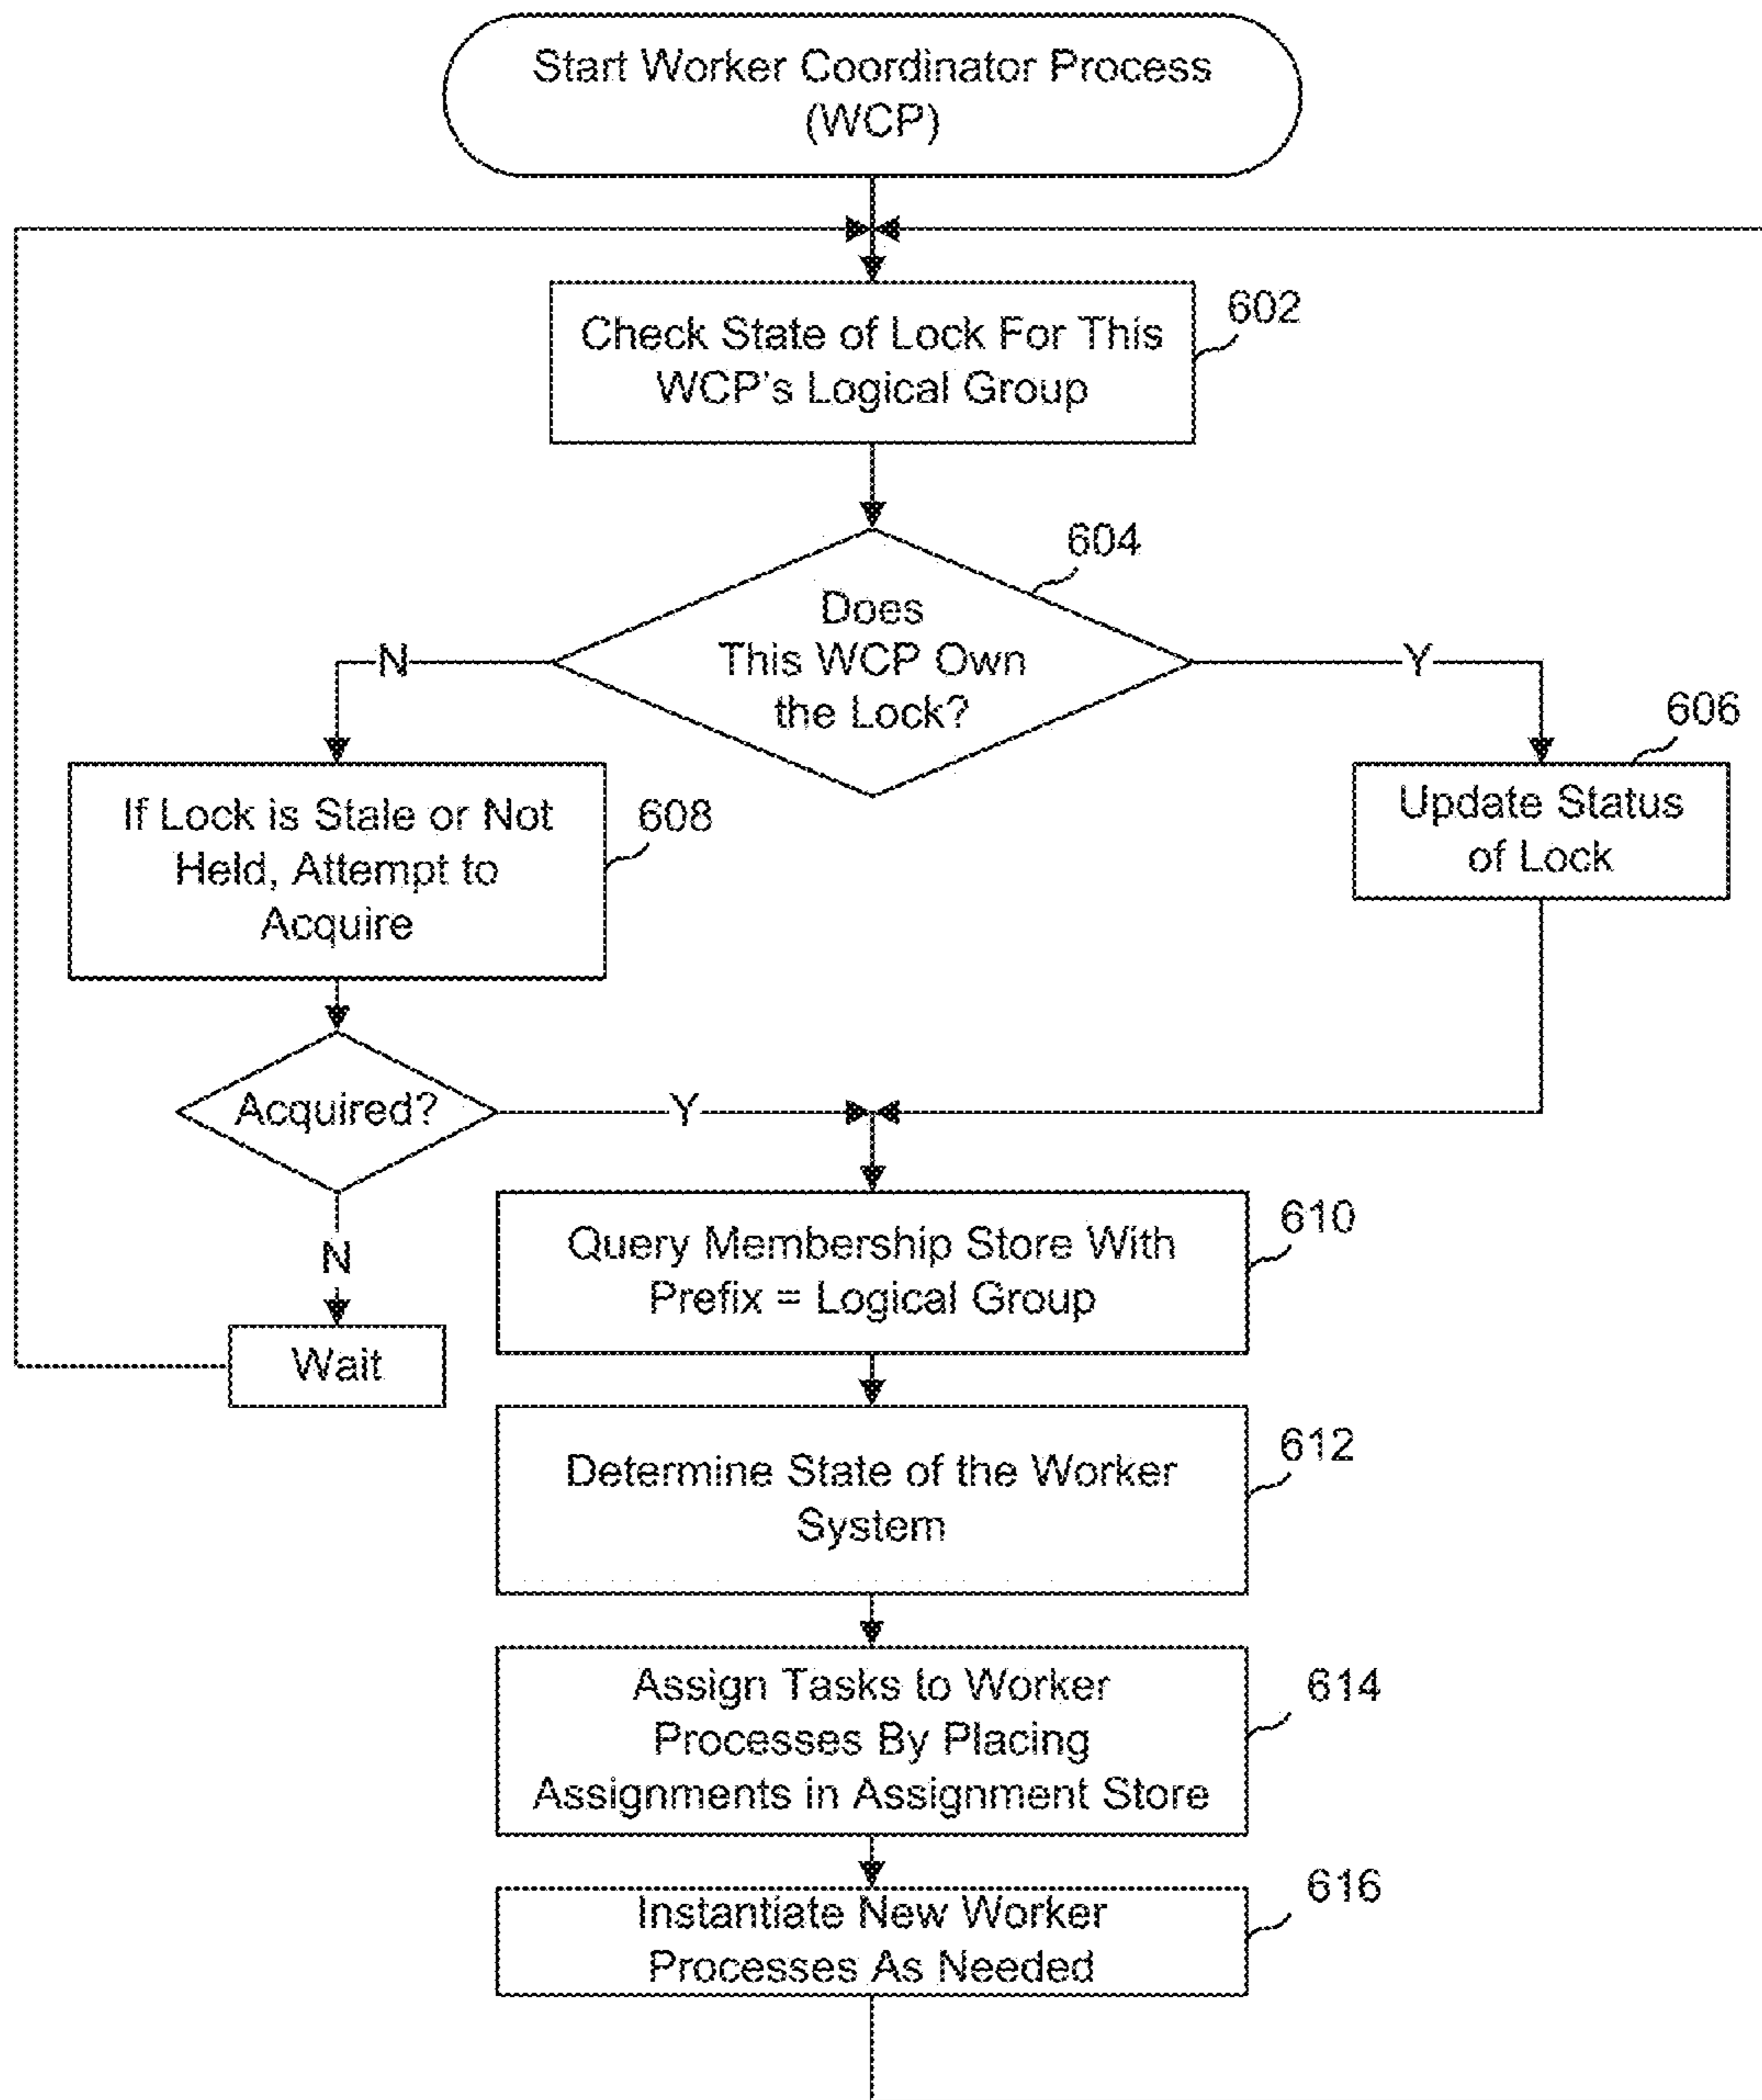 Start Worker Coordinator Process
(WCP)
602
Check State of Lock For This
WCP's Logical Group
604
Does
This WCP Own
the Lock?
N
Y
606
Update Status
of Lock
608
If Lock is Stale or Not
Held, Attempt to
Acquire
Acquired?
Y
N
Wait
610
Query Membership Store With
Prefix = Logical Group
612
Determine State of the Worker
System
614
Assign Tasks to Worker
Processes By Placing
Assignments in Assignment Store
616
Instantiate New Worker
Processes As Needed